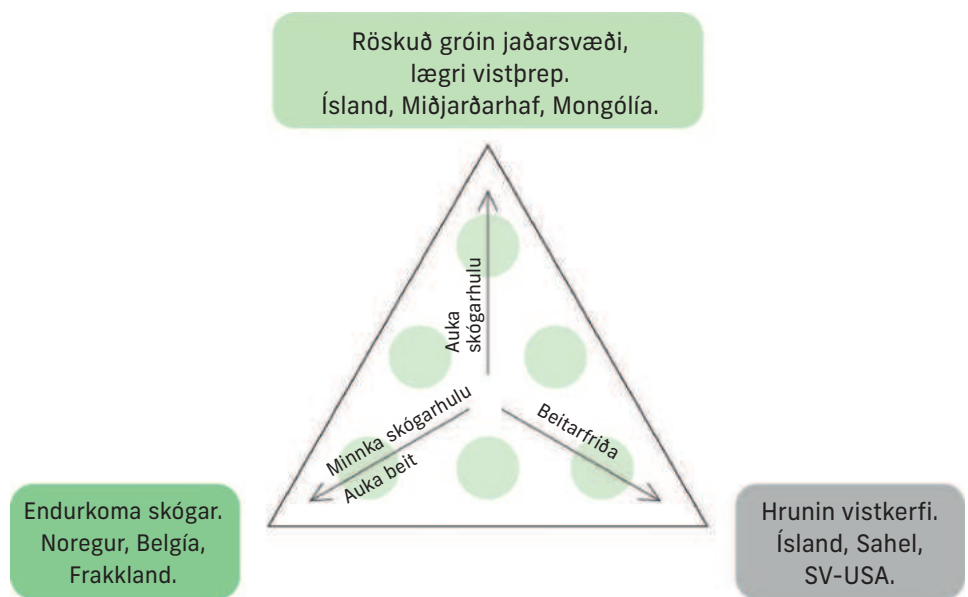 Röskuð gróin jaðarsvæði,
lægri vistþrep.
Ísland, Miðjarðarhaf, Mongólía.
Auka
skógarhulu
Minnka skógarhulu
Auka beit
Beitarfriða
Endurkoma skógar.
Noregur, Belgía,
Frakkland.
Hrunin vistkerfi.
Ísland, Sahel,
SV-USA.